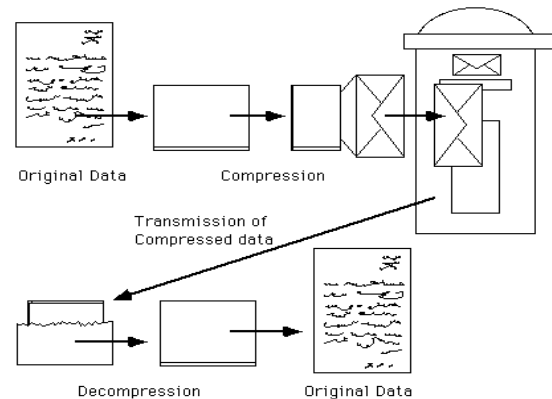 Original Data
Compression
Transmission of
Compressed data
Decompression
Original Data